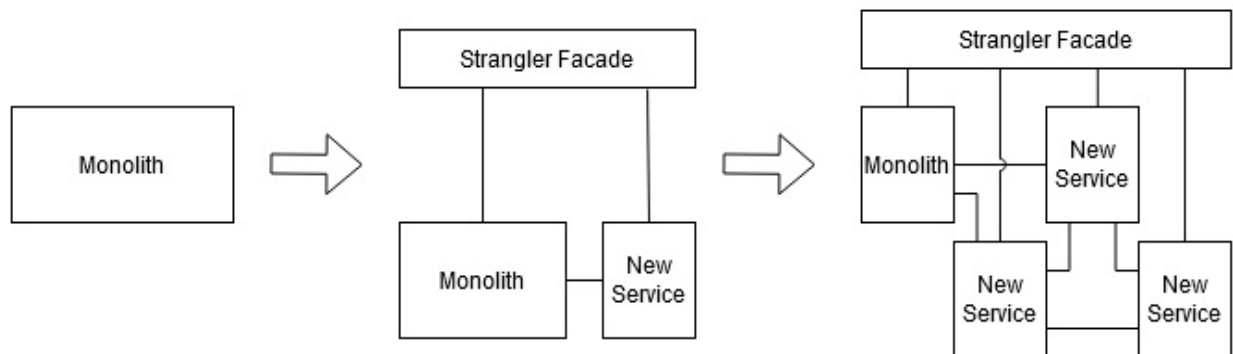 Monolith
Strangler Facade
Monolith
New
Service
Strangler Facade
Monolith
New
Service
New
Service
New
Service